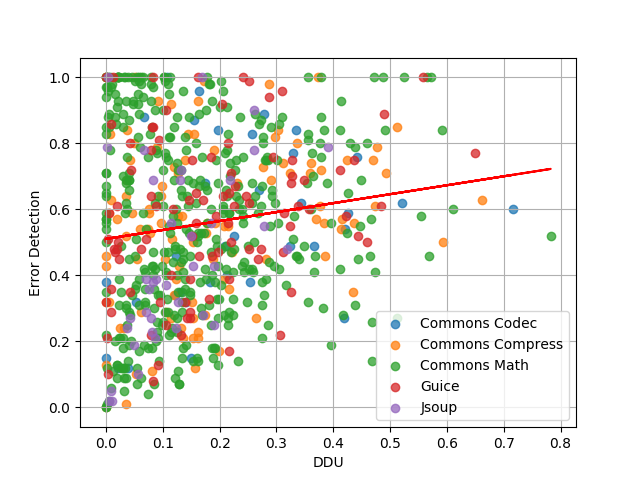 1.0
0.8
0.6
0.4
0.2
0.0
Error Detection
Commons Codec
Commons Compress
Commons Math
Guice
Jsoup
0.0 0.1 0.2 0.3 0.4 0.5 0.6 0.7 0.8
DDU